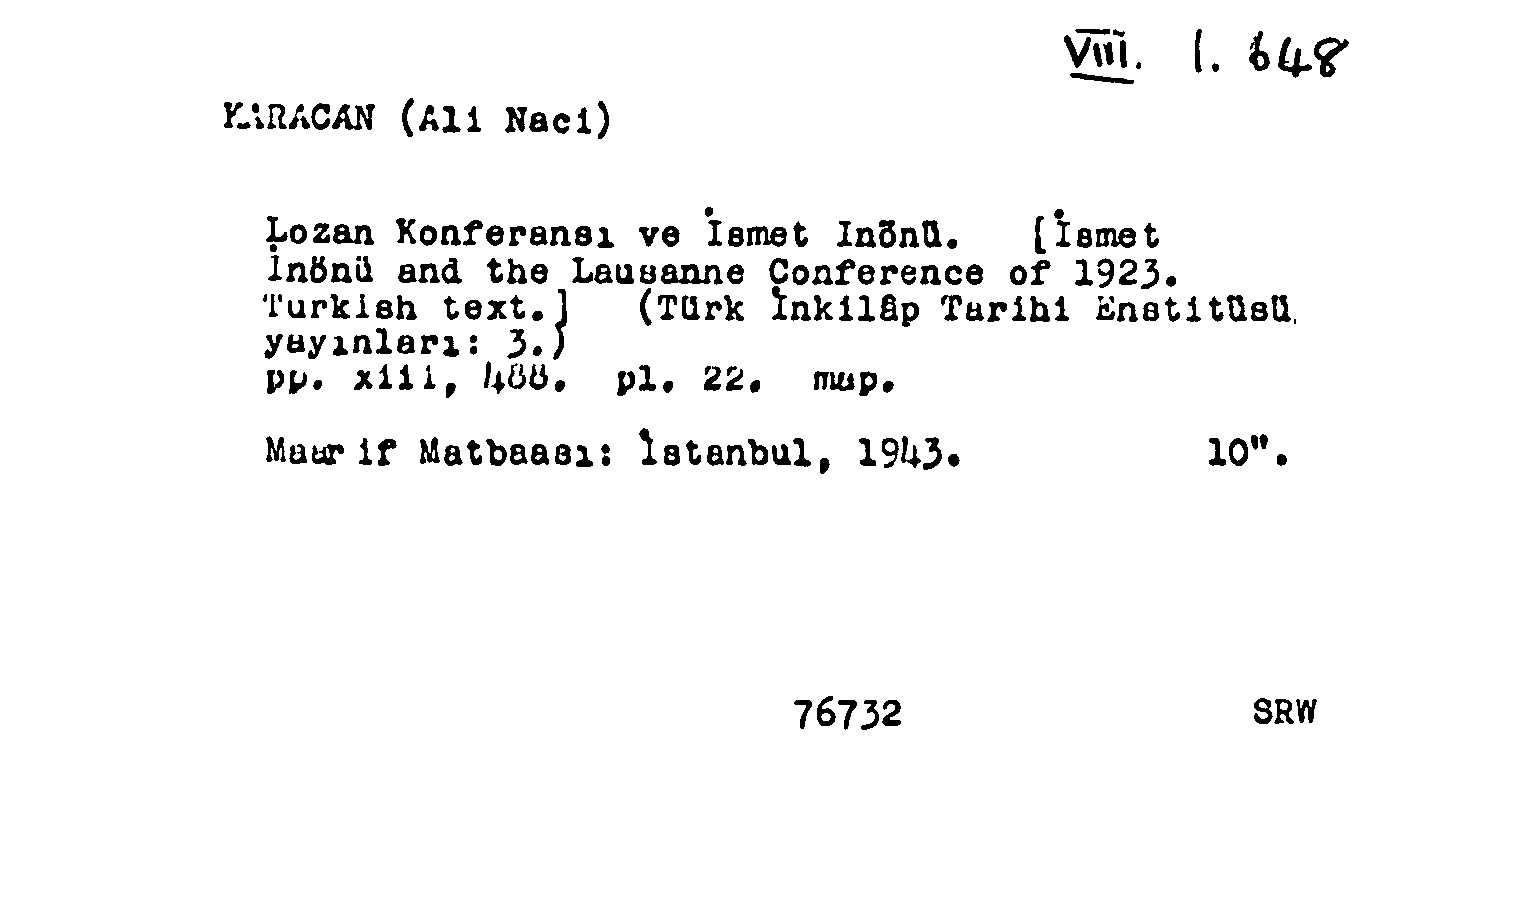 VIII. 1. 648
KARACAN (Ali Naci)
Lozan Konferansı ve İsmet Inönü. [İsmet
İnönü and the Lausanne Conference of 1923.
Turkish text.] (Türk İnkilâp Tarihi Enstitüsü
yayınları: 3.)
pp. xiii, 488. pl. 22. map.
Maarif Matbaası: İstanbul, 1943. 10".
76732 SRW